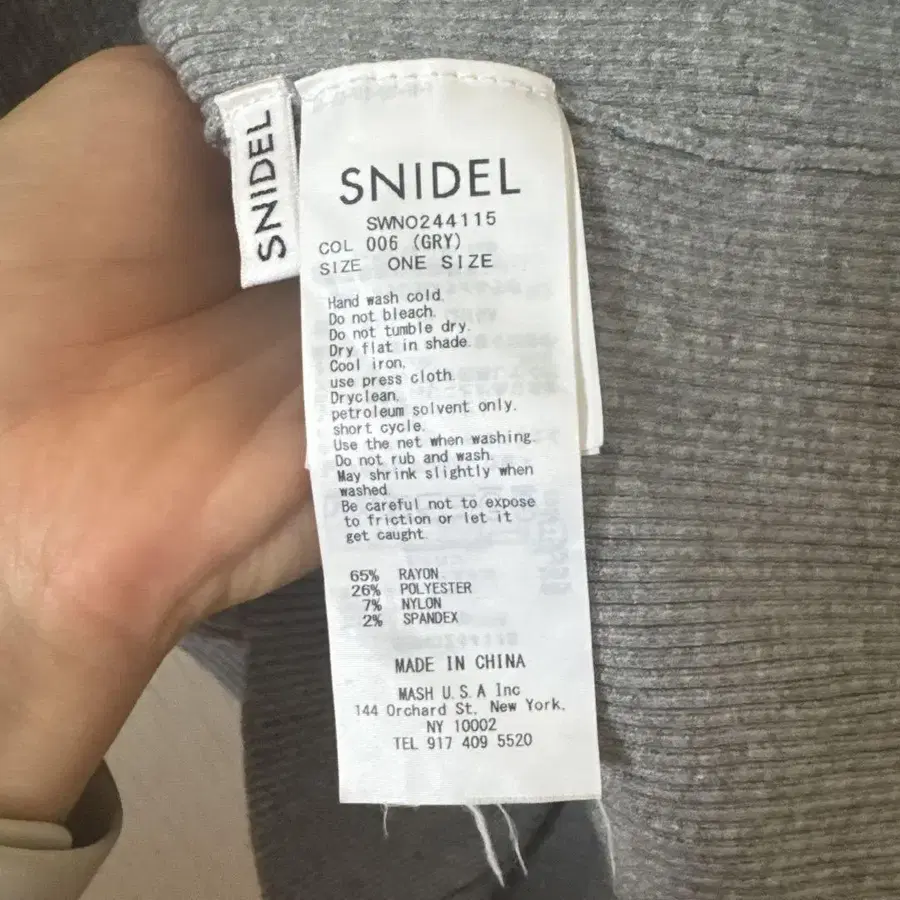 SNIDEL
SNIDEL
SWNO244115
COL 006 (GRY)
SIZE ONE SIZE
Hand wash cold.
Do not bleach.
Do not tumble dry.
Dry flat in shade.
Cool iron.
use press cloth.
Dryclean.
petroleum solvent only.
short cycle.
Use the net when washing.
Do not rub and wash.
May shrink slightly when
washed.
Be careful not to expose
to friction or let it
get caught.
65% RAYON
26% POLYESTER
7% NYLON
2% SPANDEX
MADE IN CHINA
MASH U.S.A Inc
144 Orchard St. New York.
NY 10002
TEL 917 409 5520